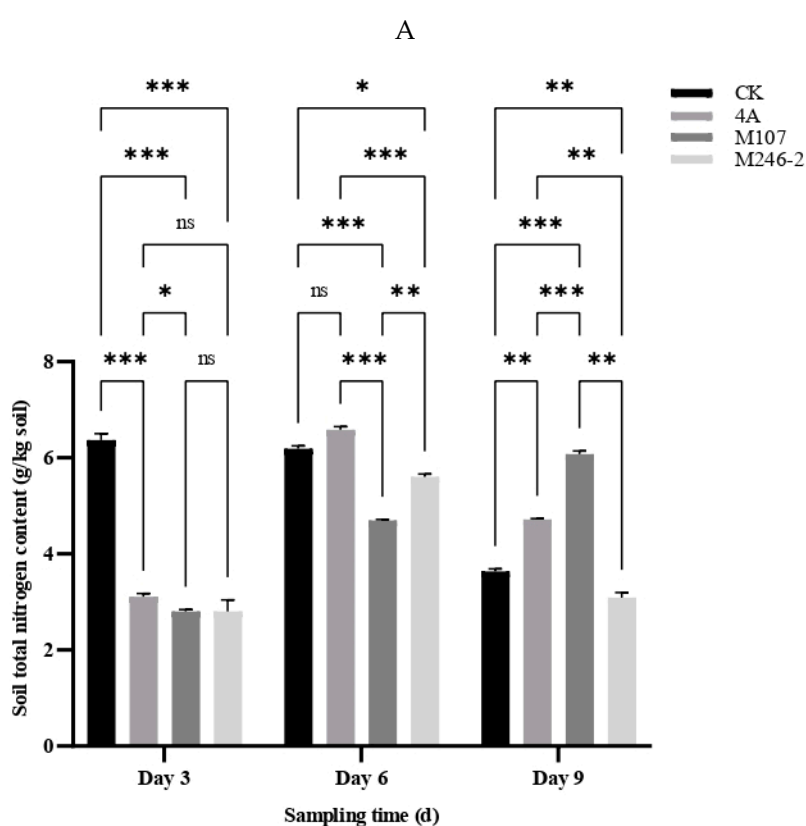 A
*** * ** CK
4A
*** *** ** M107
M246-2
ns *** ***
* ns ** ***
8
*** ns *** ** **
6
4
2
0
Soil total nitrogen content (g/kg soil)
Day 3 Day 6 Day 9
Sampling time (d)